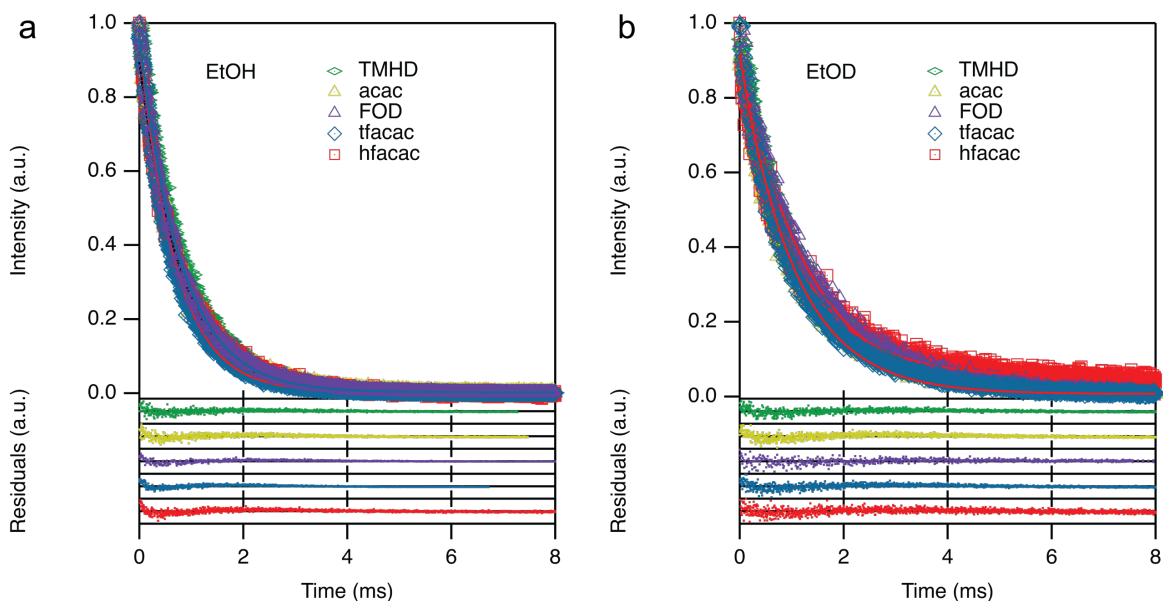 a
EtOH
TMHD
acac
FOD
tfacac
hfacac
Intensity (a.u.)
1.0
0.8
0.6
0.4
0.2
0.0
Residuals (a.u.)
0 2 4 6 8
Time (ms)
b
EtOD
TMHD
acac
FOD
tfacac
hfacac
Intensity (a.u.)
1.0
0.8
0.6
0.4
0.2
0.0
Residuals (a.u.)
0 2 4 6 8
Time (ms)